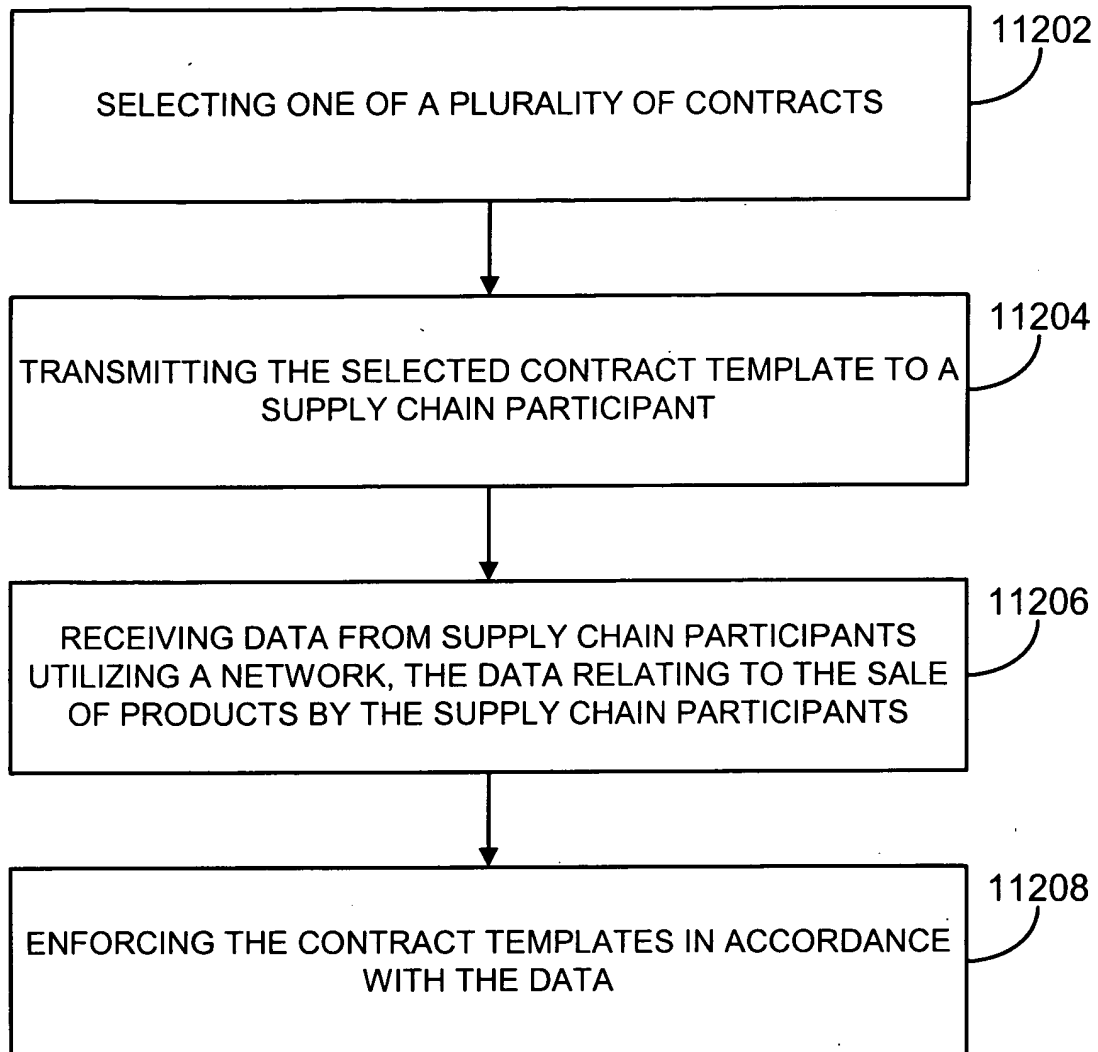 11202
SELECTING ONE OF A PLURALITY OF CONTRACTS
11204
TRANSMITTING THE SELECTED CONTRACT TEMPLATE TO A
SUPPLY CHAIN PARTICIPANT
11206
RECEIVING DATA FROM SUPPLY CHAIN PARTICIPANTS
UTILIZING A NETWORK, THE DATA RELATING TO THE SALE
OF PRODUCTS BY THE SUPPLY CHAIN PARTICIPANTS
11208
ENFORCING THE CONTRACT TEMPLATES IN ACCORDANCE
WITH THE DATA